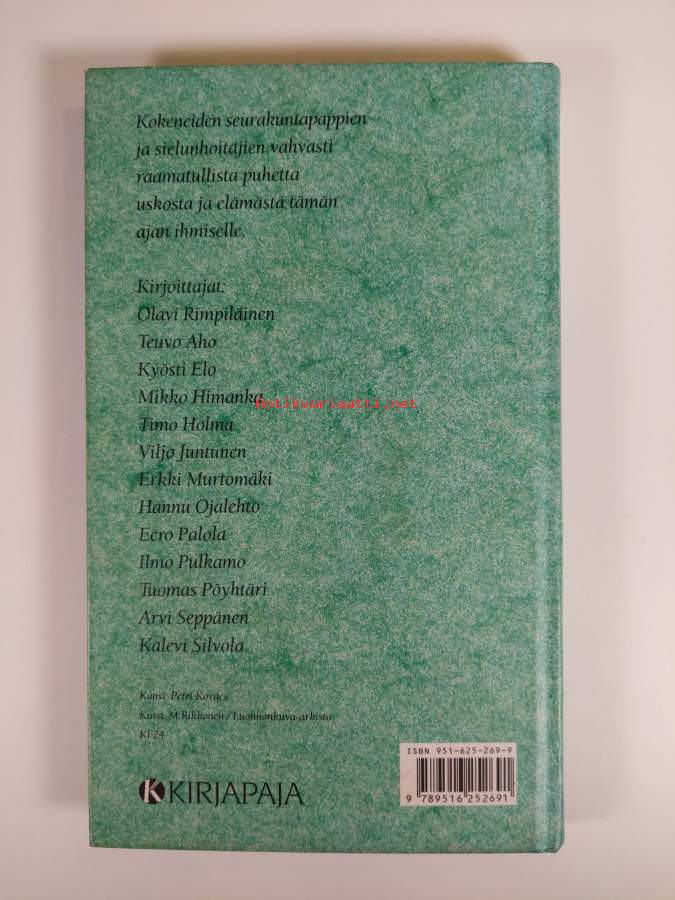 Kokeneiden seurakuntapappien
ja sielunhoitajien vahvasti
raamatullista puhetta
uskosta ja elämästä tämän
ajan ihmiselle.
Kirjoittajat:
Olavi Rimpiläinen
Teuvo Aho
Kyösti Elo
Mikko Himanka
Antikvariaatti.net
Timo Holma
Viljo Juntunen
Erkki Murtomäki
Hannu Ojalehto
Eero Palola
Ilmo Pulkamo
Tuomas Pöyhtäri
Arvi Seppänen
Kalevi Silvola
Kansi: Petri Kovács
Kuva: M.Rikkonen / Luonnonkuva-arkisto
Kl 24
ISBN 951-625-269-9
9 789516 252691
K KIRJAPAJA